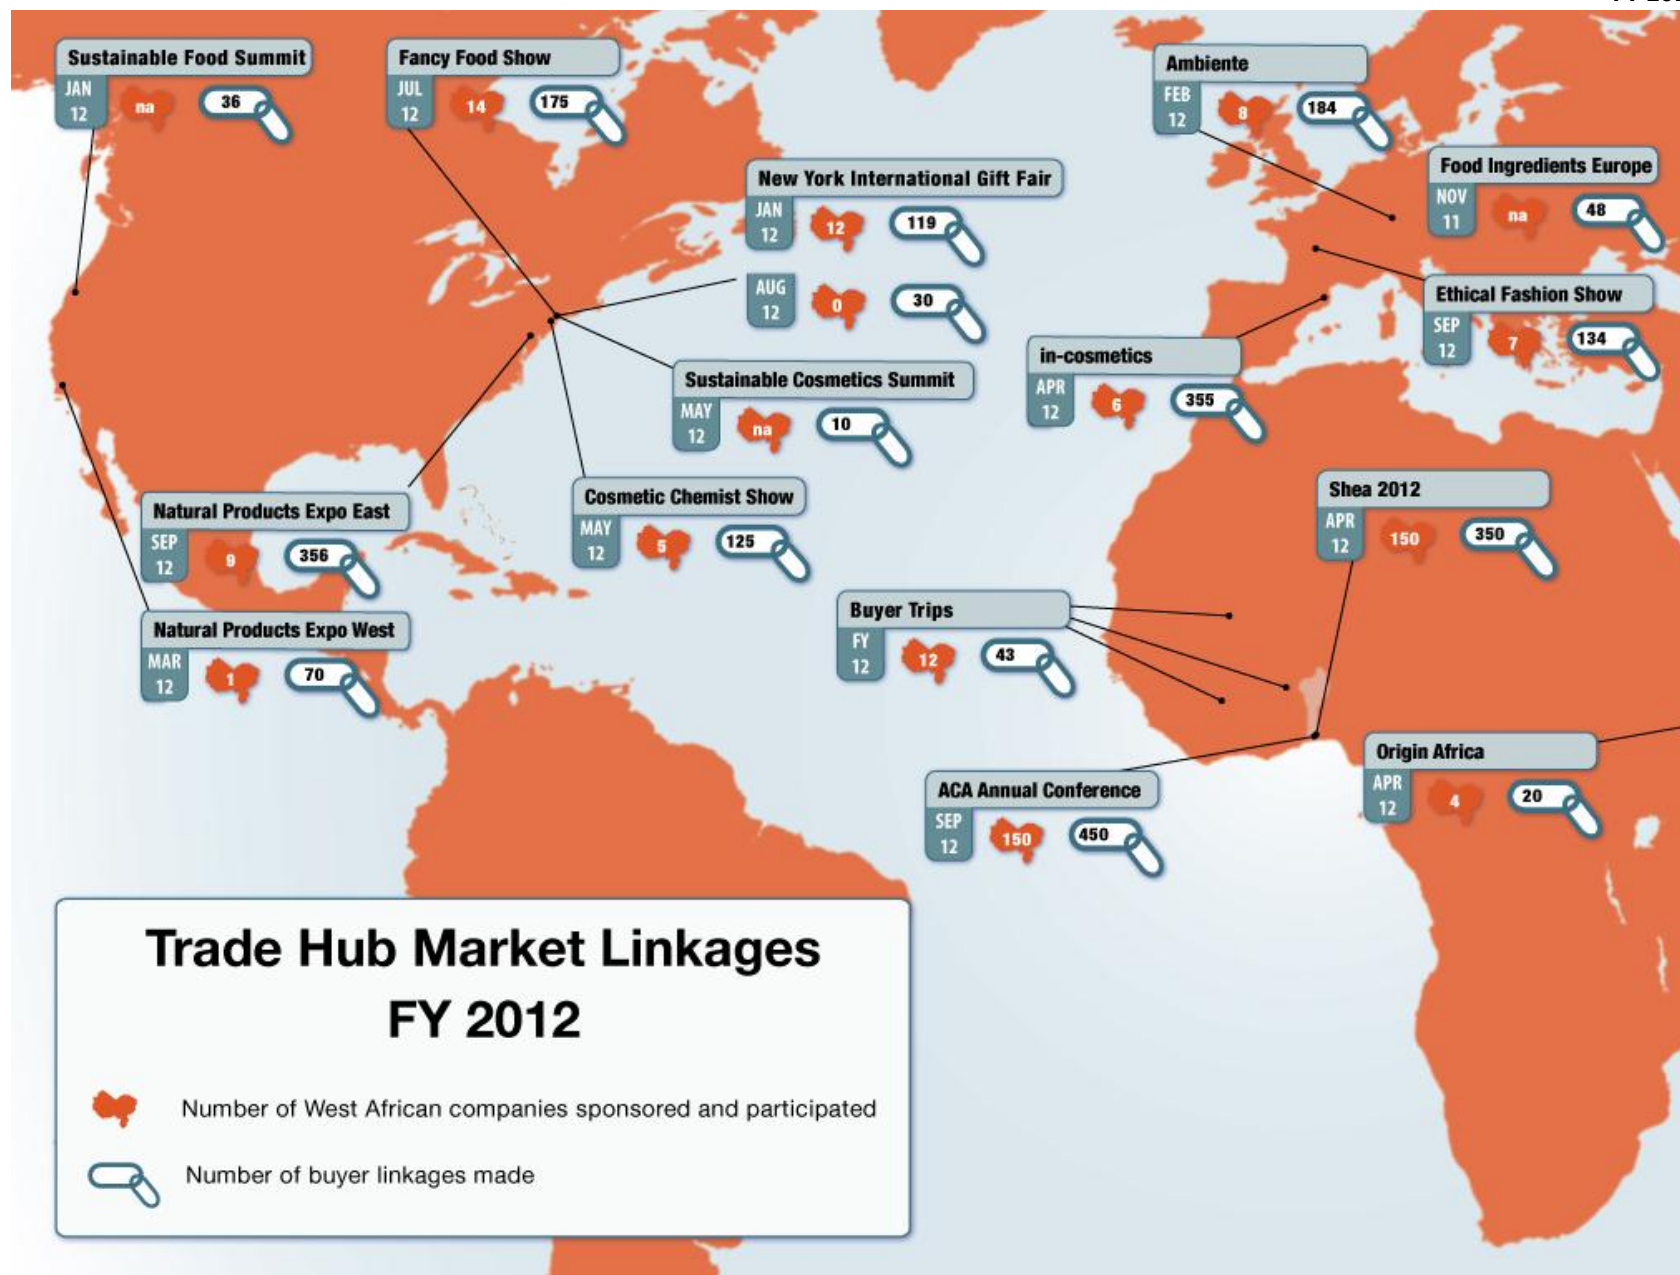 Sustainable Food Summit
JAN
12
na
36
Fancy Food Show
JUL
12
14
175
Ambiente
FEB
12
8
184
Food Ingredients Europe
NOV
11
na
48
New York International Gift Fair
JAN
12
12
119
AUG
12
0
30
Ethical Fashion Show
SEP
12
7
134
in-cosmetics
APR
12
6
355
Sustainable Cosmetics Summit
MAY
12
na
10
Cosmetic Chemist Show
MAY
12
5
125
Shea 2012
APR
12
150
350
Natural Products Expo East
SEP
12
9
356
Natural Products Expo West
MAR
12
1
70
Buyer Trips
FY
12
12
43
Origin Africa
APR
12
4
20
ACA Annual Conference
SEP
12
150
450
Trade Hub Market Linkages
FY 2012
Number of West African companies sponsored and participated
Number of buyer linkages made